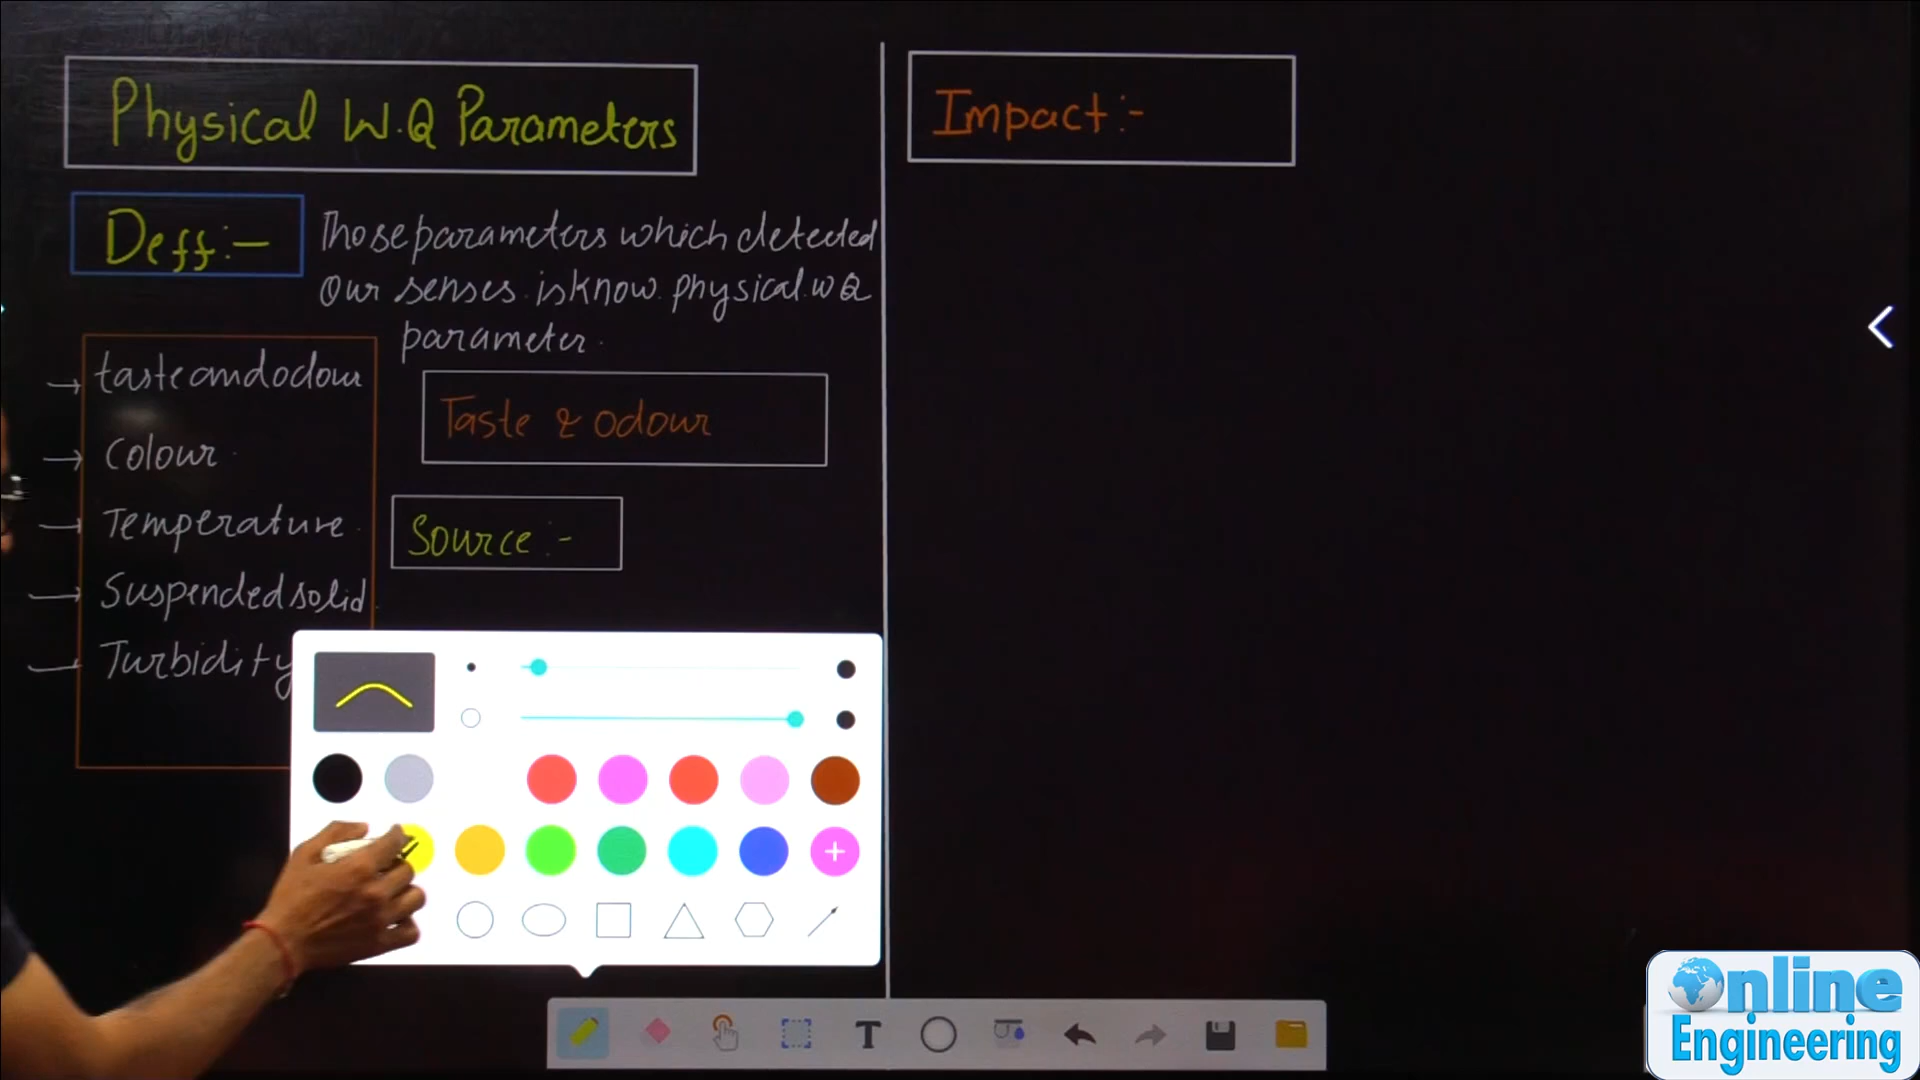 Physical W.Q Parameters
Deff:-
Those parameters which detected
Our senses is know physical W Q
parameter.
taste and odour
Colour
Temperature
Suspended solid
Turbidity
Taste & odour
Source :-
Impact :-
T
Online
Engineering